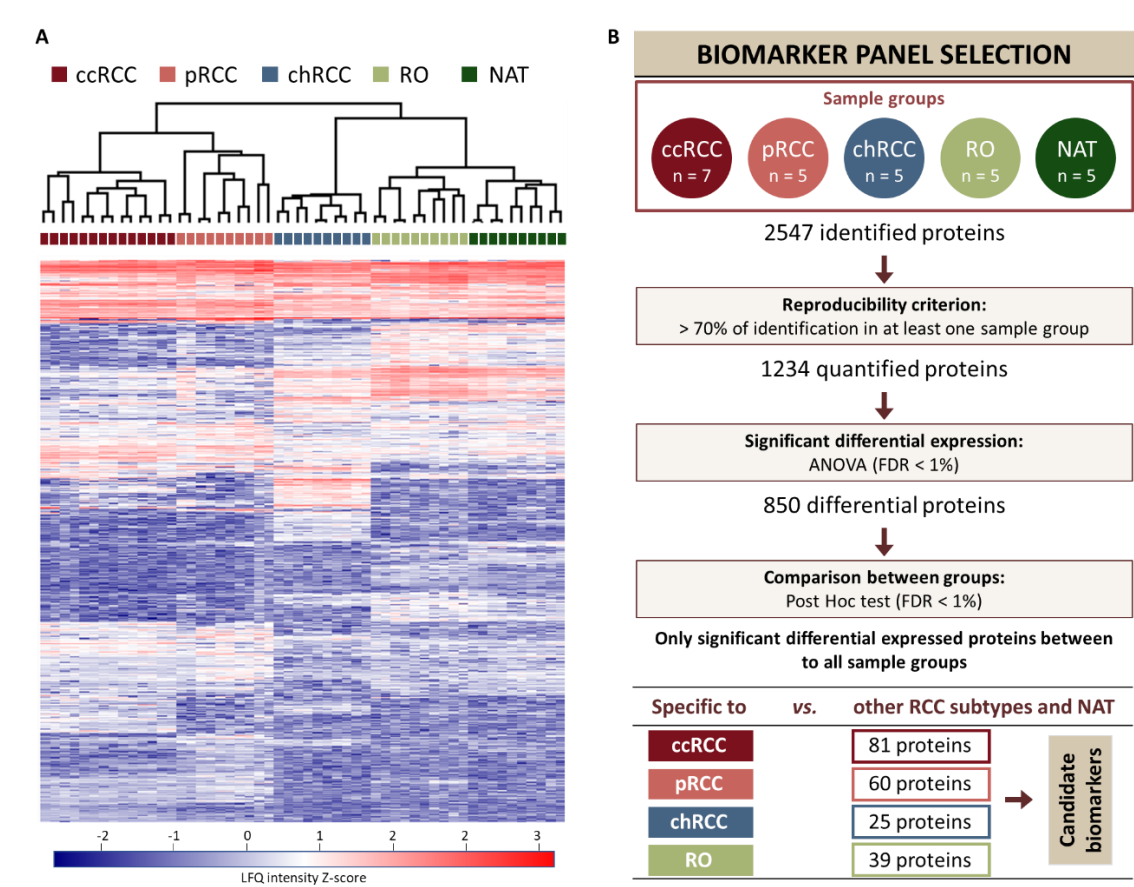 A
ccRCC pRCC chRCC RO NAT
-2 -1 0 1 2 2 3
LFQ intensity Z-score
B
BIOMARKER PANEL SELECTION
Sample groups
ccRCC pRCC chRCC RO NAT
n = 7 n = 5 n = 5 n = 5 n = 5
2547 identified proteins
Reproducibility criterion:
> 70% of identification in at least one sample group
1234 quantified proteins
Significant differential expression:
ANOVA (FDR < 1%)
850 differential proteins
Comparison between groups:
Post Hoc test (FDR < 1%)
Only significant differential expressed proteins between
to all sample groups
Specific to vs. other RCC subtypes and NAT
ccRCC 81 proteins
pRCC 60 proteins
chRCC 25 proteins
RO 39 proteins
Candidate
biomarkers